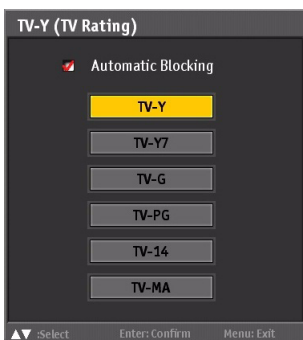 TV-Y (TV Rating)
Automatic Blocking
TV-Y
TV-Y7
TV-G
TV-PG
TV-14
TV-MA
▲▼ :Select Enter: Confirm Menu: Exit